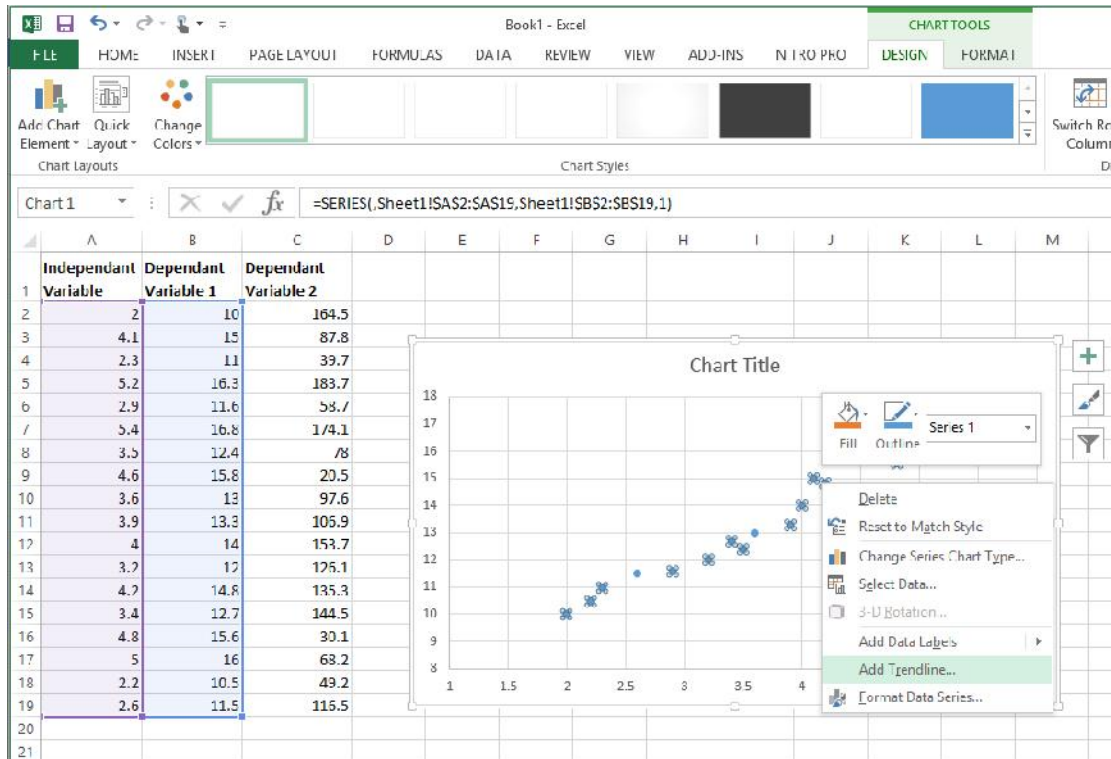 Book1 - Excel
CHART TOOLS
FILE HOME INSERT PAGE LAYOUT FORMULAS DATA REVIEW VIEW ADD-INS NITRO PRO DESIGN FORMAT
Add Chart Quick Change Switch Ro
Element Layout Colors Colum
Chart Layouts Chart Styles D
Chart 1 fx =SERIES(,Sheet1!$A$2:$A$19,Sheet1!$B$2:$B$19,1)
A B C D E F G H I J K L M
Independant Dependant Dependant
1 Variable Variable 1 Variable 2
2 2 10 164.5
3 4.1 15 87.8
4 2.3 11 39.7
5 5.2 16.3 183.7
6 2.9 11.6 58.7
7 5.4 16.8 174.1
8 3.5 12.4 78
9 4.6 15.8 20.5
10 3.6 13 97.6
11 3.9 13.3 106.9
12 4 14 153.7
13 3.2 12 126.1
14 4.2 14.8 135.3
15 3.4 12.7 144.5
16 4.8 15.6 30.1
17 5 16 68.2
18 2.2 10.5 49.2
19 2.6 11.5 116.5
20
21
Chart Title
18
17
16
15
14
13
12
11
10
9
8
1 1.5 2 2.5 3 3.5 4
Fill Outline Series 1
Delete
Reset to Match Style
Change Series Chart Type...
Select Data...
3-D Rotation...
Add Data Labels
Add Trendline...
Format Data Series...